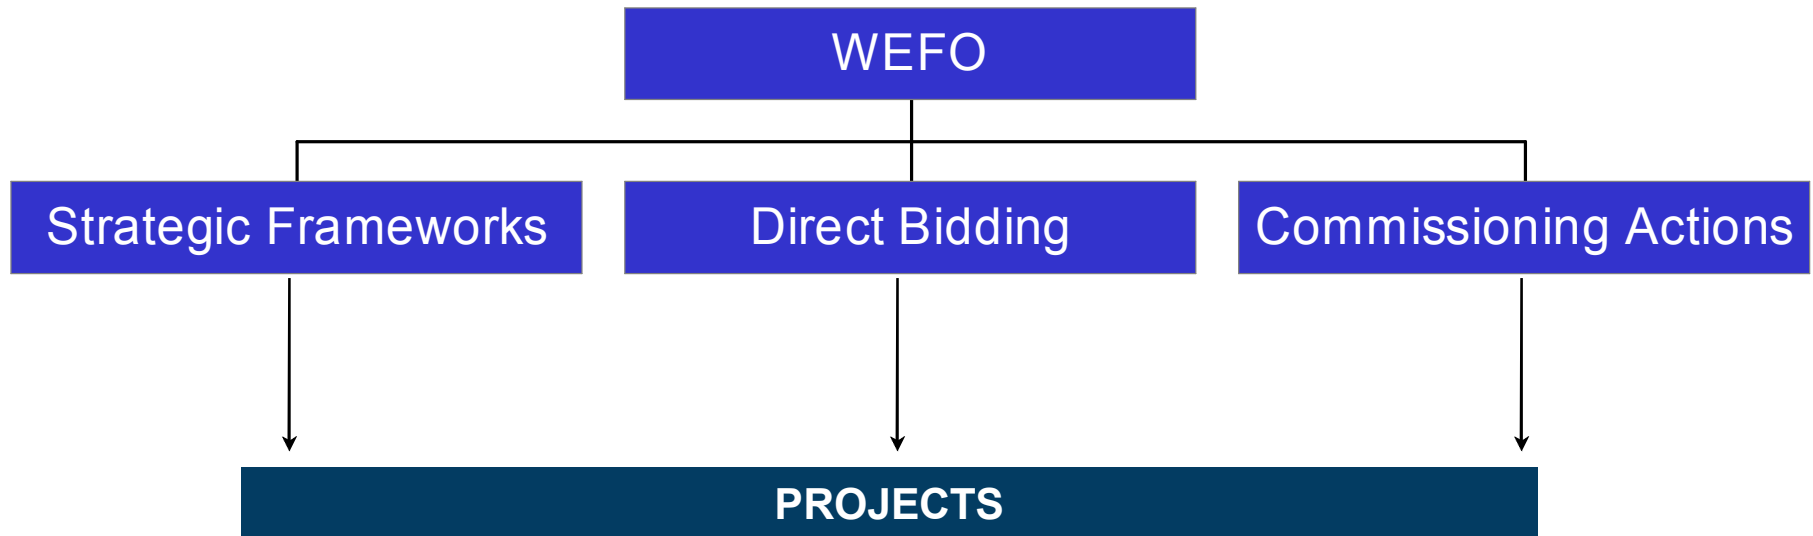 WEFO
Strategic Frameworks
Direct Bidding
Commissioning Actions
PROJECTS